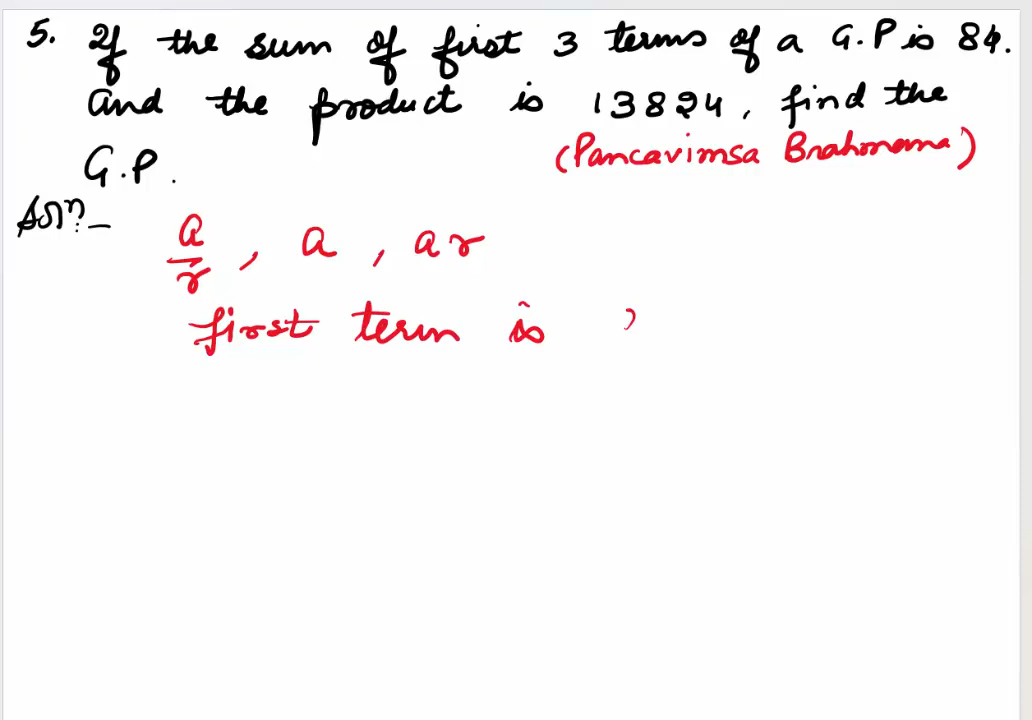 5. If the sum of first 3 terms of a G.P is 84.
and the product is 13824, find the
G.P.
(Pancavimsa Brahmana)
Soln:-
a/r, a, ar
first term is